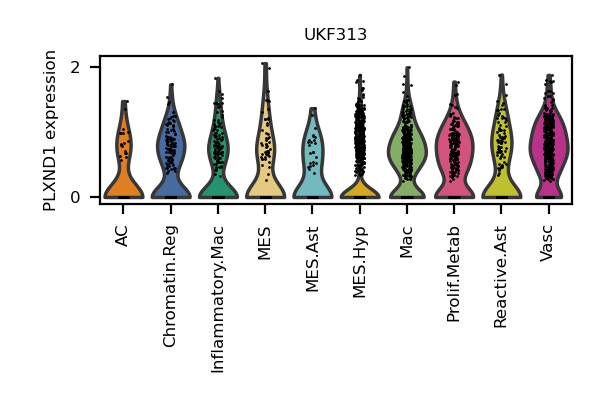 UKF313
PLXND1 expression
2
0
AC
Chromatin.Reg
Inflammatory.Mac
MES
MES.Ast
MES.Hyp
Mac
Prolif.Metab
Reactive.Ast
Vasc